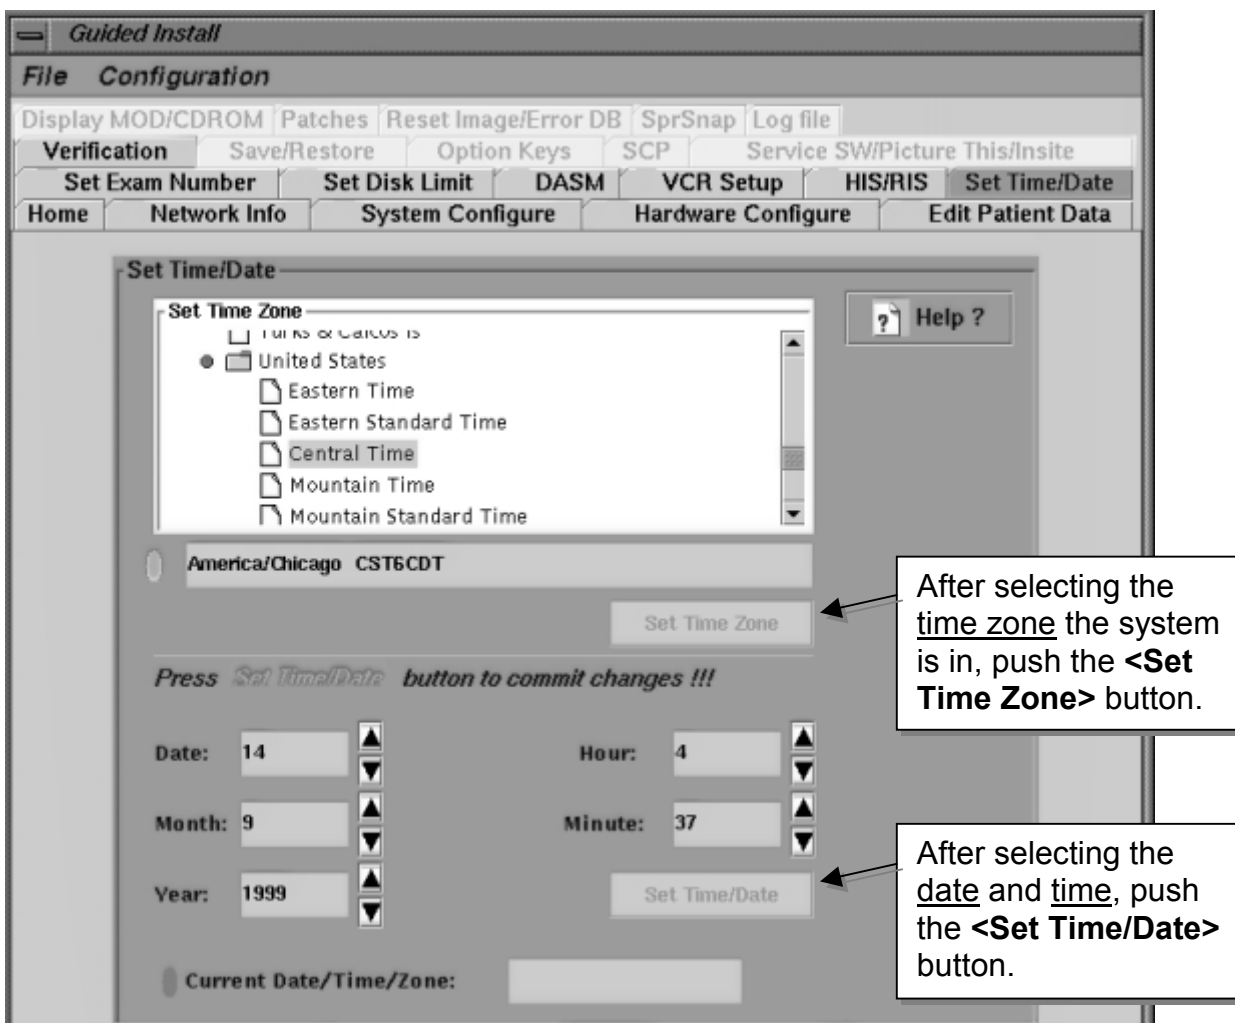 Guided Install
File Configuration
Display MOD/CDROM Patches Reset Image/Error DB SprSnap Log file
Verification Save/Restore Option Keys SCP Service SW/Picture This/Insite
Set Exam Number Set Disk Limit DASM VCR Setup HIS/RIS Set Time/Date
Home Network Info System Configure Hardware Configure Edit Patient Data
Set Time/Date
Set Time Zone
Turks & Caicos Is
Help ?
United States
Eastern Time
Eastern Standard Time
Central Time
Mountain Time
Mountain Standard Time
America/Chicago CST6CDT
Set Time Zone
After selecting the
time zone the system
is in, push the <Set
Time Zone> button.
Press Set Time/Date button to commit changes !!!
Date: 14 Hour: 4
Month: 9 Minute: 37
Year: 1999 Set Time/Date
After selecting the
date and time, push
the <Set Time/Date>
button.
Current Date/Time/Zone: